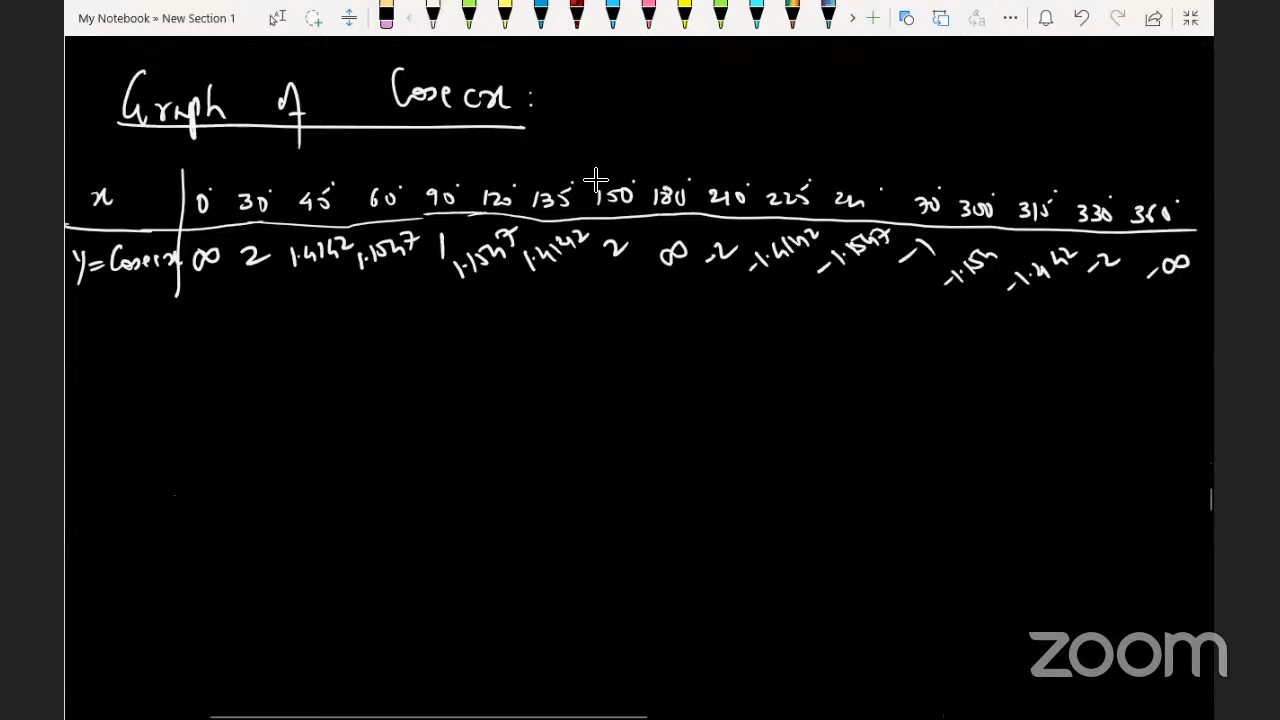 My Notebook » New Section 1
Graph of Cosecx :
x 0° 30° 45° 60° 90° 120° 135° 150° 180° 210° 225° 70° 300° 315° 330° 360°
y = Cosecx ∞ 2 1.4142 1.1547 1 1.1547 1.4142 2 ∞ -2 -1.4142 -1.1547 -1 -1.154 -1.4142 -2 -∞
zoom